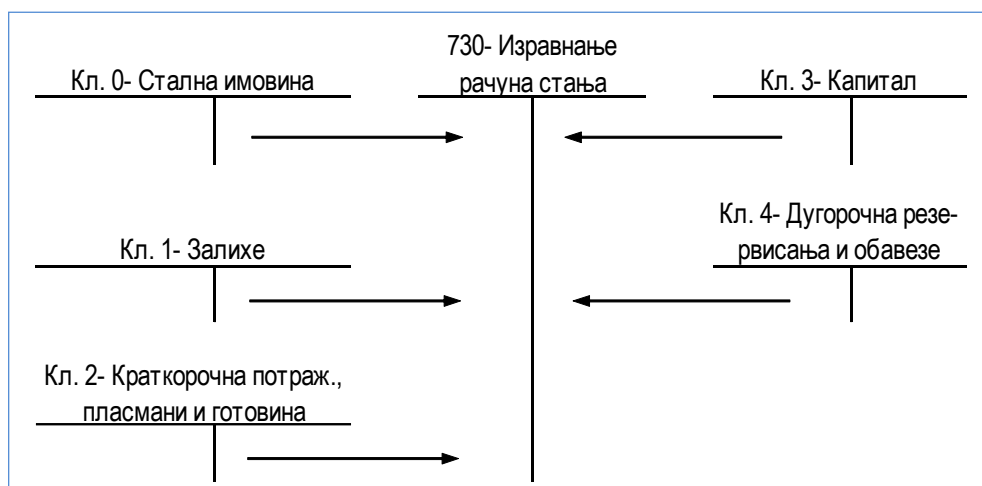 730- Изравнање
рачуна стања
Кл. 0- Стална имовина
Кл. 3- Капитал
Кл. 1- Залихе
Кл. 4- Дугорочна резе-
рвисања и обавезе
Кл. 2- Краткорочна потраж.,
пласмани и готовина